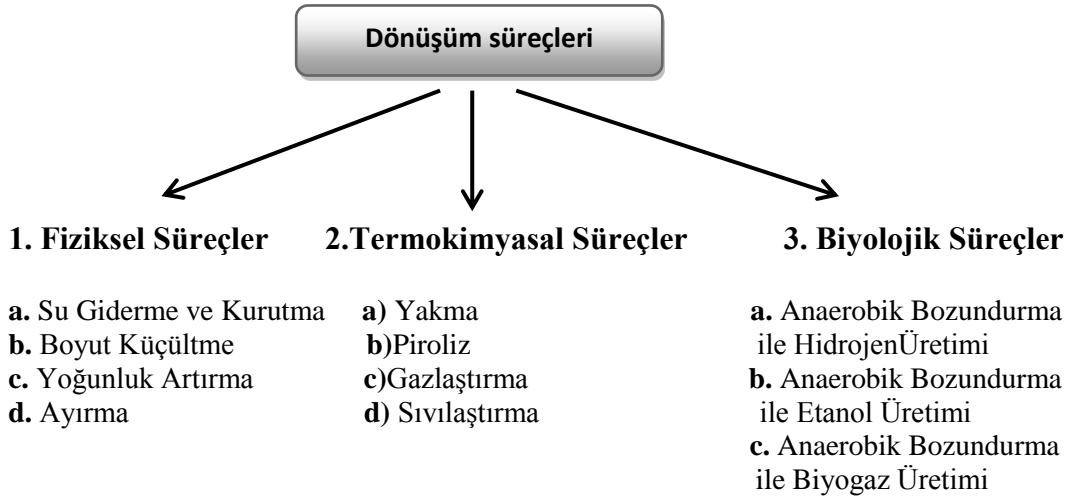 Dönüşüm süreçleri
1. Fiziksel Süreçler
a. Su Giderme ve Kurutma
b. Boyut Küçültme
c. Yoğunluk Artırma
d. Ayırma
2.Termokimyasal Süreçler
a) Yakma
b)Piroliz
c)Gazlaştırma
d) Sıvılaştırma
3. Biyolojik Süreçler
a. Anaerobik Bozundurma
ile HidrojenÜretimi
b. Anaerobik Bozundurma
ile Etanol Üretimi
c. Anaerobik Bozundurma
ile Biyogaz Üretimi